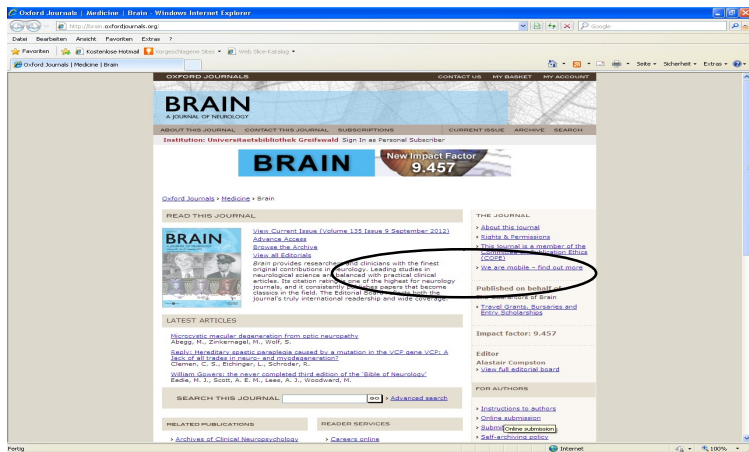 Oxford Journals | Medicine | Brain - Windows Internet Explorer
http://brain.oxfordjournals.org/
Google
Datei Bearbeiten Ansicht Favoriten Extras ?
Favoriten Kostenlose Hotmail Vorgeschlagene Sites Web Slice-Katalog
Oxford Journals | Medicine | Brain
Seite Sicherheit Extras
OXFORD JOURNALS CONTACT US MY BASKET MY ACCOUNT
BRAIN
A JOURNAL OF NEUROLOGY
ABOUT THIS JOURNAL CONTACT THIS JOURNAL SUBSCRIPTIONS CURRENT ISSUE ARCHIVE SEARCH
Institution: Universitaetsbibliothek Greifswald Sign In as Personal Subscriber
BRAIN New Impact Factor
9.457
Oxford Journals > Medicine > Brain
READ THIS JOURNAL
BRAIN
View Current Issue (Volume 135 Issue 9 September 2012)
Advance Access
Browse the Archive
View all Editorials
Brain provides researchers and clinicians with the finest
original contributions in neurology. Leading studies in
neurological science are balanced with practical clinical
articles. Its citation rating is one of the highest for neurology
journals, and it consistently publishes papers that become
classics in the field. The Editorial Board reflects both the
journal's truly international readership and wide coverage.
LATEST ARTICLES
Microcystic macular degeneration from optic neuropathy
Abegg, M., Zinkernagel, M., Wolf, S.
Reply: Hereditary spastic paraplegia caused by a mutation in the VCP gene VCP: A
Jack of all trades in neuro- and myodegeneration?
Clemen, C. S., Eichinger, L., Schroder, R.
William Gowers: the never completed third edition of the 'Bible of Neurology'
Eadie, M. J., Scott, A. E. M., Lees, A. J., Woodward, M.
SEARCH THIS JOURNAL GO > Advanced search
RELATED PUBLICATIONS
> Archives of Clinical Neuropsychology
READER SERVICES
> Careers online
THE JOURNAL
> About this journal
> Rights & Permissions
> This journal is a member of the
Committee on Publication Ethics
(COPE)
> We are mobile – find out more
Published on behalf of
The Guarantors of Brain
> Travel Grants, Bursaries and
Entry Scholarships
Impact factor: 9.457
Editor
Alastair Compston
> View full editorial board
FOR AUTHORS
> Instructions to authors
> Online submission
> Submi
Online submission
> Self-archiving policy
Fertig Internet 100%